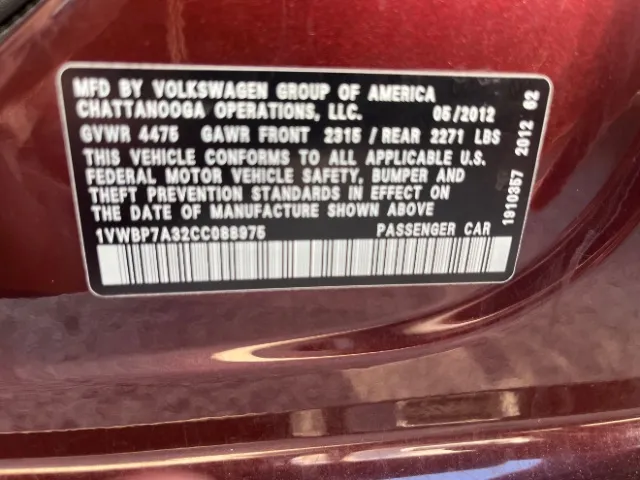 MFD BY VOLKSWAGEN GROUP OF AMERICA
CHATTANOOGA OPERATIONS, LLC. 05/2012
GVWR 4475 GAWR FRONT 2315/REAR 2271 LBS
THIS VEHICLE CONFORMS TO ALL APPLICABLE U.S.
FEDERAL MOTOR VEHICLE SAFETY, BUMPER AND
THEFT PREVENTION STANDARDS IN EFFECT ON
THE DATE OF MANUFACTURE SHOWN ABOVE
1VWBP7A32CC088975 PASSENGER CAR
1910357 2012 62